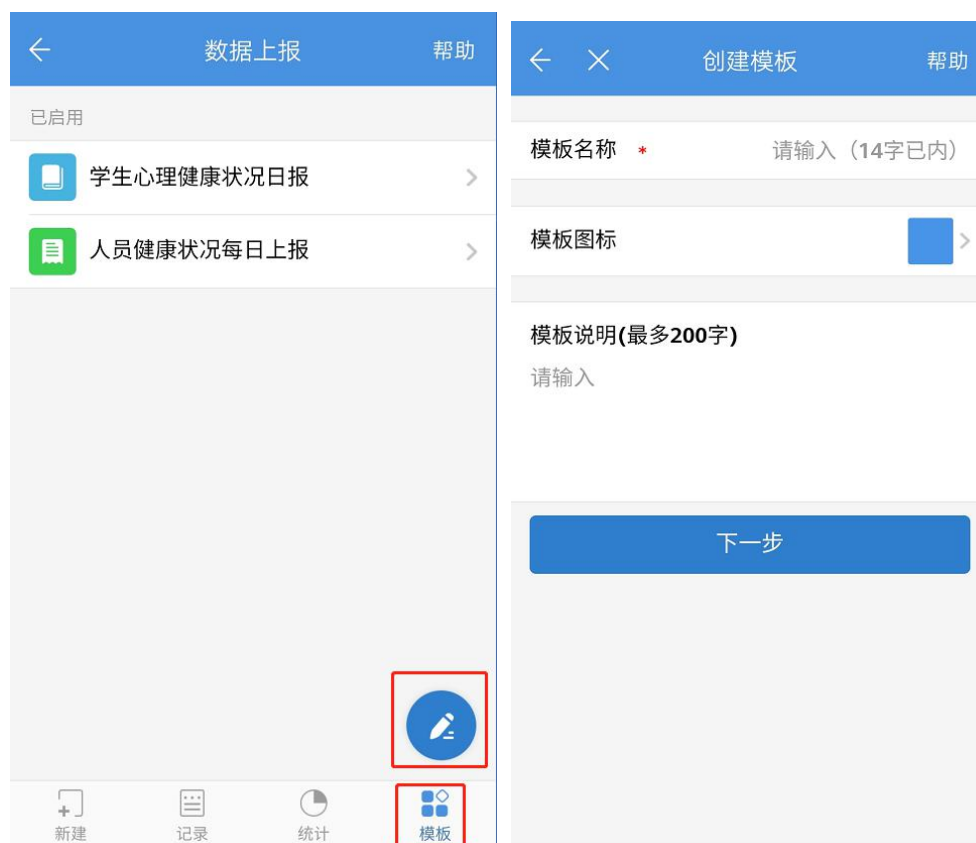 数据上报 帮助
已启用
学生心理健康状况日报
人员健康状况每日上报
新建 记录 统计 模板
创建模板 帮助
模板名称 * 请输入（14字已内）
模板图标
模板说明(最多200字)
请输入
下一步